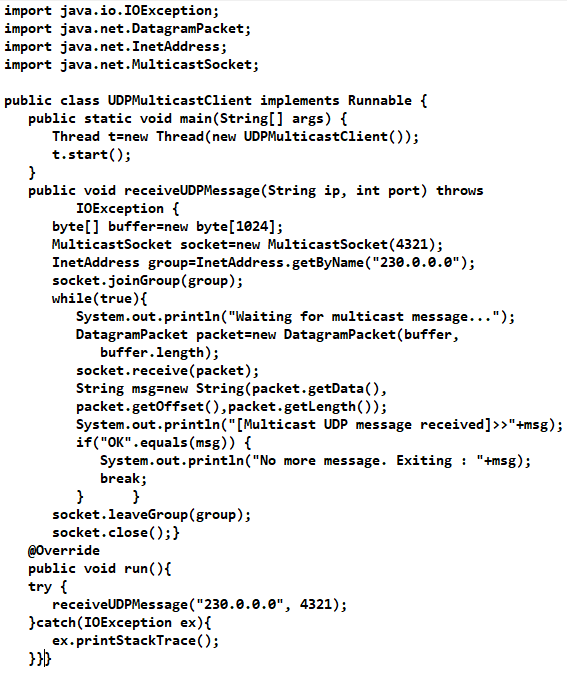 import java.io.IOException;
import java.net.DatagramPacket;
import java.net.InetAddress;
import java.net.MulticastSocket;

public class UDPMulticastClient implements Runnable {
   public static void main(String[] args) {
      Thread t=new Thread(new UDPMulticastClient());
      t.start();
   }
   public void receiveUDPMessage(String ip, int port) throws
         IOException {
      byte[] buffer=new byte[1024];
      MulticastSocket socket=new MulticastSocket(4321);
      InetAddress group=InetAddress.getByName("230.0.0.0");
      socket.joinGroup(group);
      while(true){
         System.out.println("Waiting for multicast message...");
         DatagramPacket packet=new DatagramPacket(buffer,
            buffer.length);
         socket.receive(packet);
         String msg=new String(packet.getData(),
         packet.getOffset(),packet.getLength());
         System.out.println("[Multicast UDP message received]>>"+msg);
         if("OK".equals(msg)) {
            System.out.println("No more message. Exiting : "+msg);
            break;
         }      }
      socket.leaveGroup(group);
      socket.close();}
   @Override
   public void run(){
   try {
      receiveUDPMessage("230.0.0.0", 4321);
   }catch(IOException ex){
      ex.printStackTrace();
   }}}